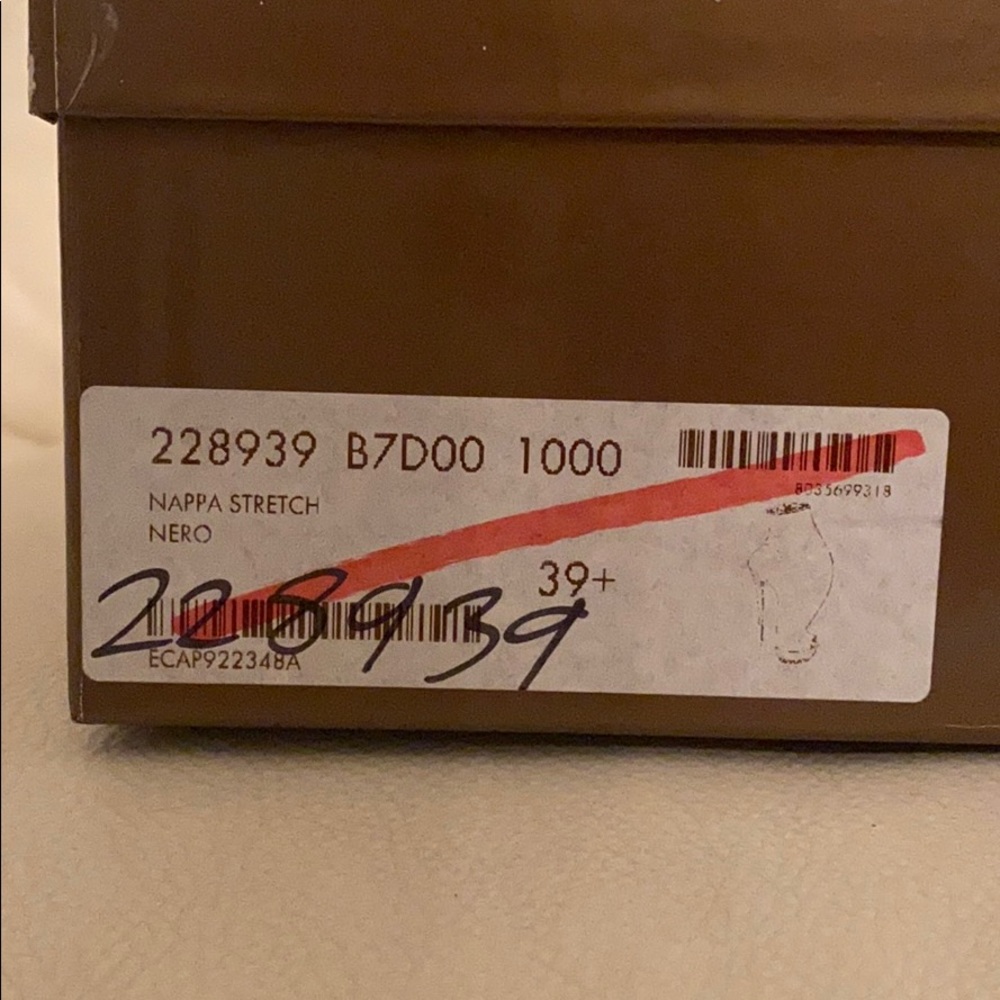 228939 B7D00 1000
8035699318
NAPPA STRETCH
NERO
39+
228939
ECAP922348A